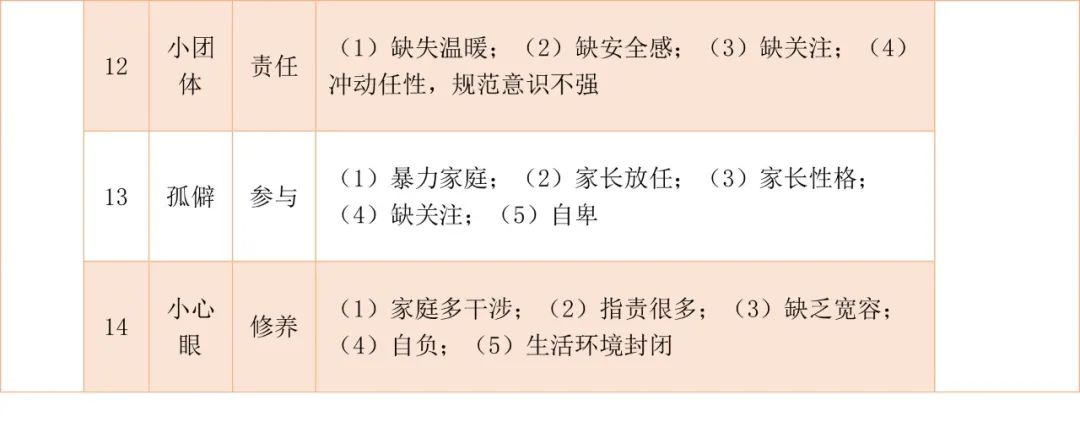 12
小团
体
责任
（1）缺失温暖；（2）缺安全感；（3）缺关注；（4）
冲动任性，规范意识不强
13
孤僻
参与
（1）暴力家庭；（2）家长放任；（3）家长性格；
（4）缺关注；（5）自卑
14
小心
眼
修养
（1）家庭多干涉；（2）指责很多；（3）缺乏宽容；
（4）自负；（5）生活环境封闭